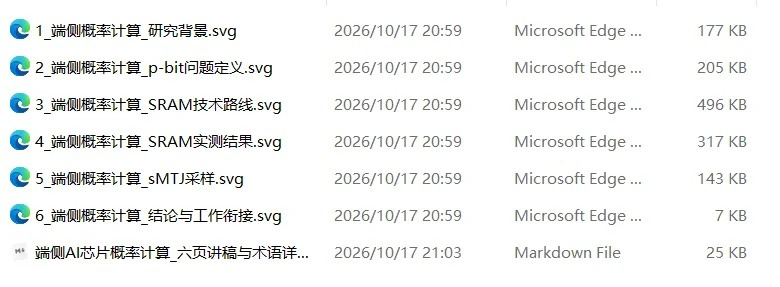 1_端侧概率计算_研究背景.svg 2026/10/17 20:59 Microsoft Edge ... 177 KB
2_端侧概率计算_p-bit问题定义.svg 2026/10/17 20:59 Microsoft Edge ... 205 KB
3_端侧概率计算_SRAM技术路线.svg 2026/10/17 20:59 Microsoft Edge ... 496 KB
4_端侧概率计算_SRAM实测结果.svg 2026/10/17 20:59 Microsoft Edge ... 317 KB
5_端侧概率计算_sMTJ采样.svg 2026/10/17 20:59 Microsoft Edge ... 143 KB
6_端侧概率计算_结论与工作衔接.svg 2026/10/17 20:59 Microsoft Edge ... 7 KB
端侧AI芯片概率计算_六页讲稿与术语详... 2026/10/17 21:03 Markdown File 25 KB